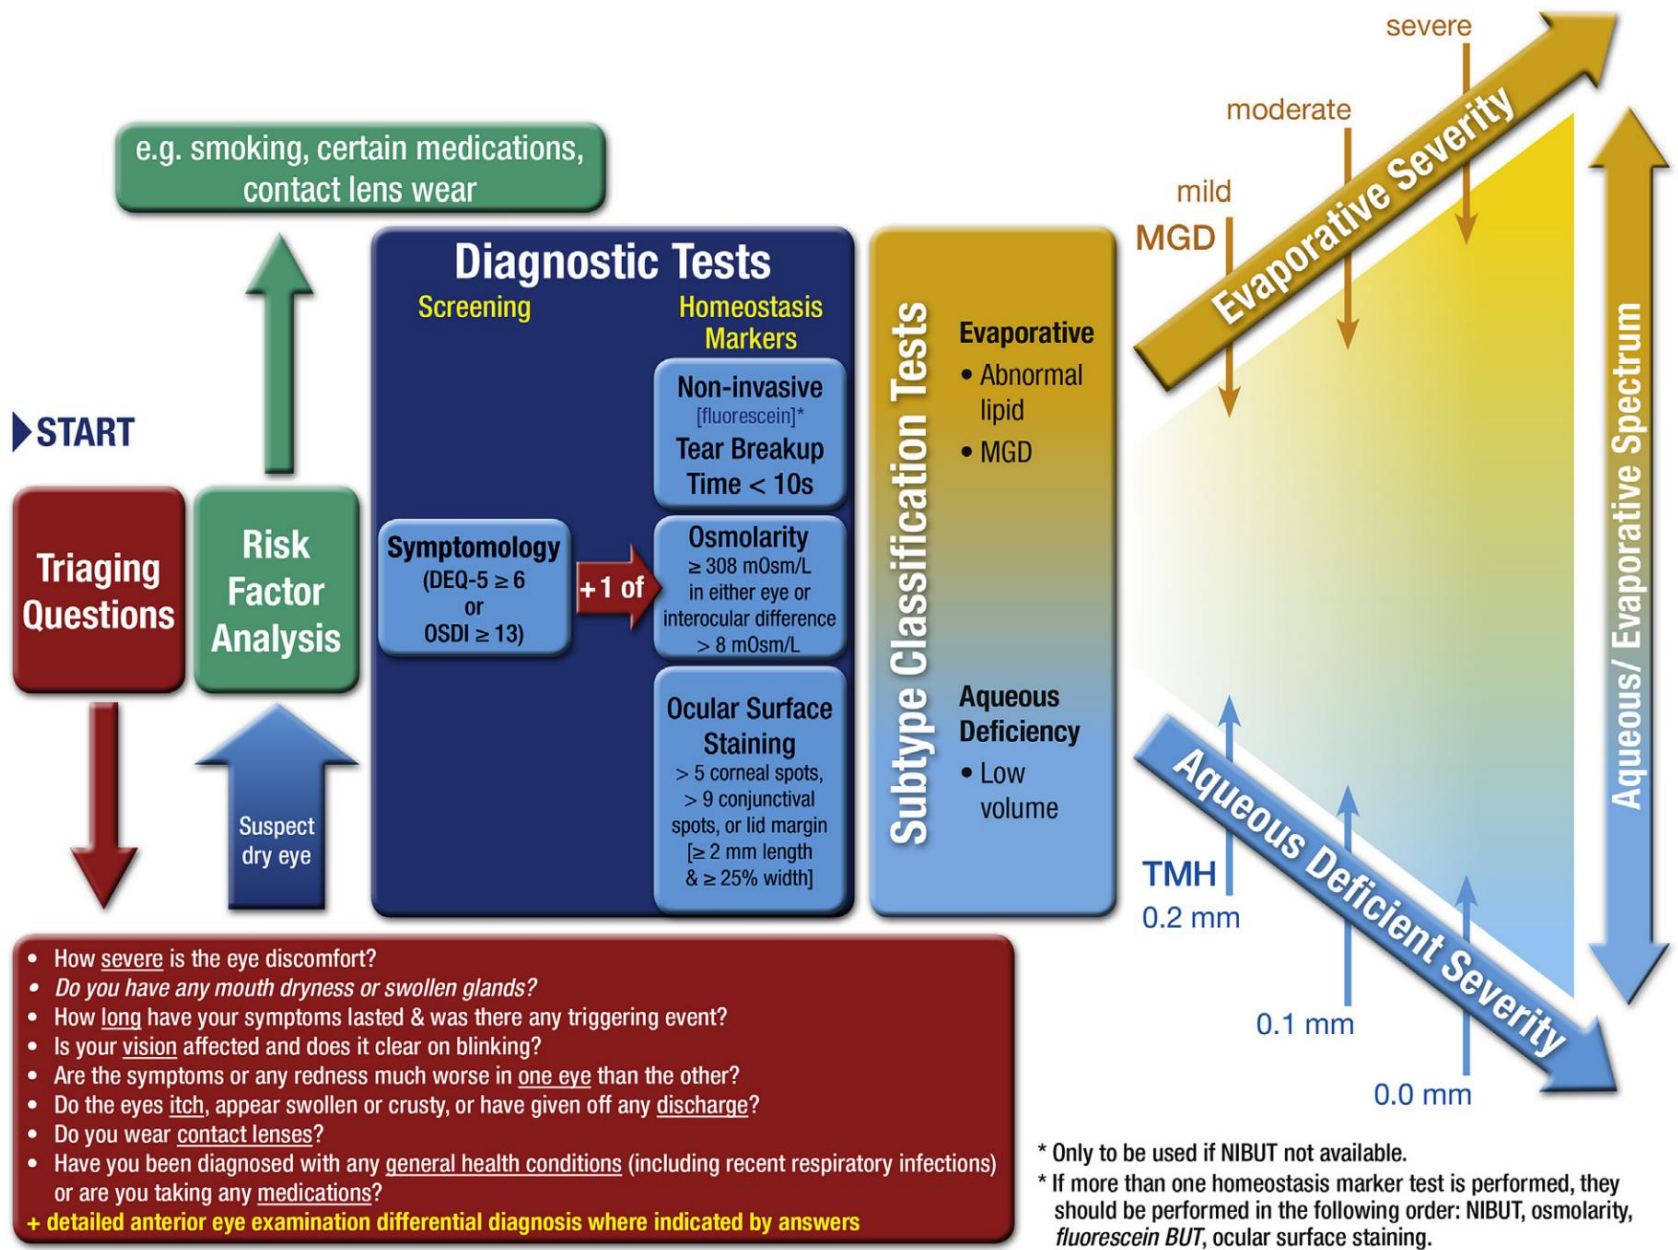 e.g. smoking, certain medications,
contact lens wear
START
Triaging
Questions
Risk
Factor
Analysis
Suspect
dry eye
Diagnostic Tests
Screening
Symptomology
(DEQ-5 ≥ 6
or
OSDI ≥ 13)
+1 of
Homeostasis
Markers
Non-invasive
[fluorescein]*
Tear Breakup
Time < 10s
Osmolarity
≥ 308 mOsm/L
in either eye or
interocular difference
> 8 mOsm/L
Ocular Surface
Staining
> 5 corneal spots,
> 9 conjunctival
spots, or lid margin
[≥ 2 mm length
& ≥ 25% width]
Subtype Classification Tests
Evaporative
• Abnormal
lipid
• MGD
Aqueous
Deficiency
• Low
volume
severe
moderate
mild
MGD
Evaporative Severity
Aqueous/ Evaporative Spectrum
Aqueous Deficient Severity
TMH
0.2 mm
0.1 mm
0.0 mm
• How severe is the eye discomfort?
• Do you have any mouth dryness or swollen glands?
• How long have your symptoms lasted & was there any triggering event?
• Is your vision affected and does it clear on blinking?
• Are the symptoms or any redness much worse in one eye than the other?
• Do the eyes itch, appear swollen or crusty, or have given off any discharge?
• Do you wear contact lenses?
• Have you been diagnosed with any general health conditions (including recent respiratory infections)
or are you taking any medications?
+ detailed anterior eye examination differential diagnosis where indicated by answers
* Only to be used if NIBUT not available.
* If more than one homeostasis marker test is performed, they
should be performed in the following order: NIBUT, osmolarity,
fluorescein BUT, ocular surface staining.